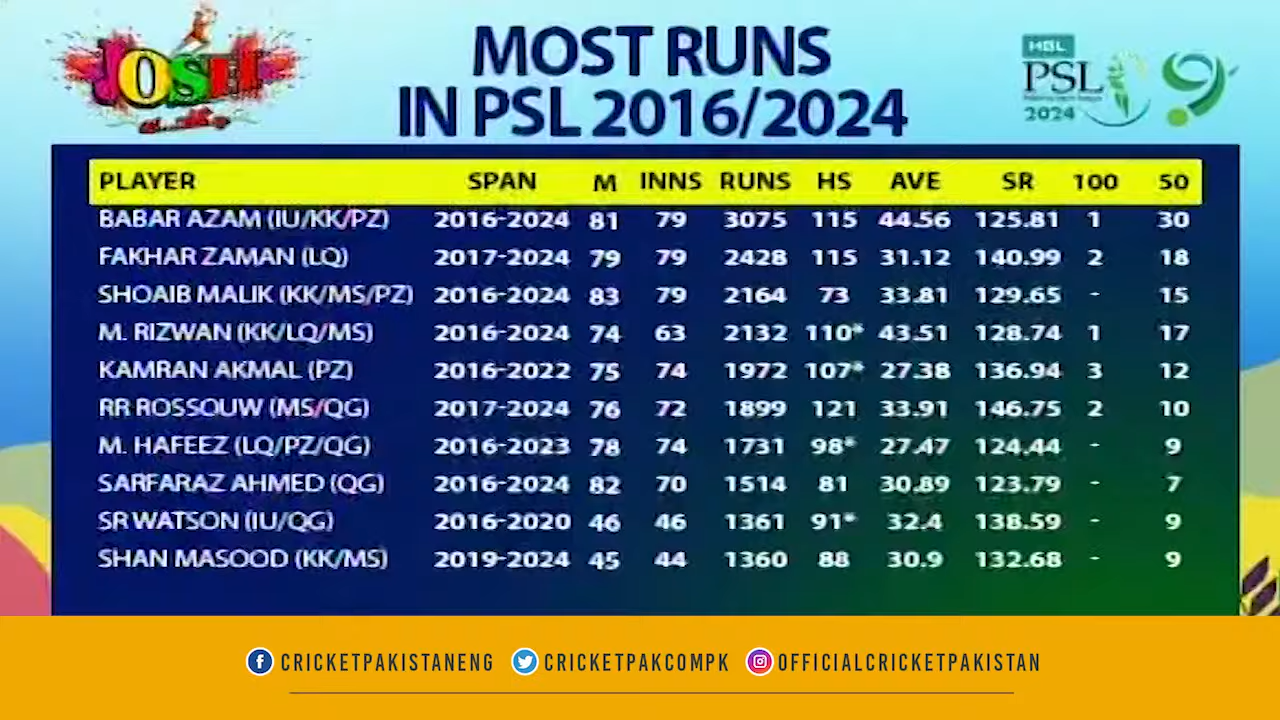 JOSH
MOST RUNS
IN PSL 2016/2024
HBL
PSL
2024
9
PLAYER SPAN M INNS RUNS HS AVE SR 100 50
BABAR AZAM (IU/KK/PZ) 2016-2024 81 79 3075 115 44.56 125.81 1 30
FAKHAR ZAMAN (LQ) 2017-2024 79 79 2428 115 31.12 140.99 2 18
SHOAIB MALIK (KK/MS/PZ) 2016-2024 83 79 2164 73 33.81 129.65 - 15
M. RIZWAN (KK/LQ/MS) 2016-2024 74 63 2132 110* 43.51 128.74 1 17
KAMRAN AKMAL (PZ) 2016-2022 75 74 1972 107* 27.38 136.94 3 12
RR ROSSOUW (MS/QG) 2017-2024 76 72 1899 121 33.91 146.75 2 10
M. HAFEEZ (LQ/PZ/QG) 2016-2023 78 74 1731 98* 27.47 124.44 - 9
SARFARAZ AHMED (QG) 2016-2024 82 70 1514 81 30.89 123.79 - 7
SR WATSON (IU/QG) 2016-2020 46 46 1361 91* 32.4 138.59 - 9
SHAN MASOOD (KK/MS) 2019-2024 45 44 1360 88 30.9 132.68 - 9
CRICKETPAKISTANENG CRICKETPAKCOMPK OFFICIALCRICKETPAKISTAN